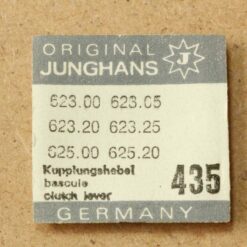 ORIGINAL
JUNGHANS J
623.00 623.05
623.20 623.25
625.00 625.20
Kupplungshebel
bascule
clutch lever
435
GERMANY